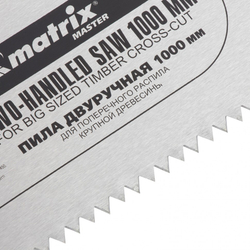 matrix
MASTER
WO-HANDLED SAW 1000 MM
FOR BIG SIZED TIMBER CROSS-CUT
ПИЛА ДВУРУЧНАЯ 1000 ММ
ДЛЯ ПОПЕРЕЧНОГО РАСПИЛА
КРУПНОЙ ДРЕВЕСИНЫ